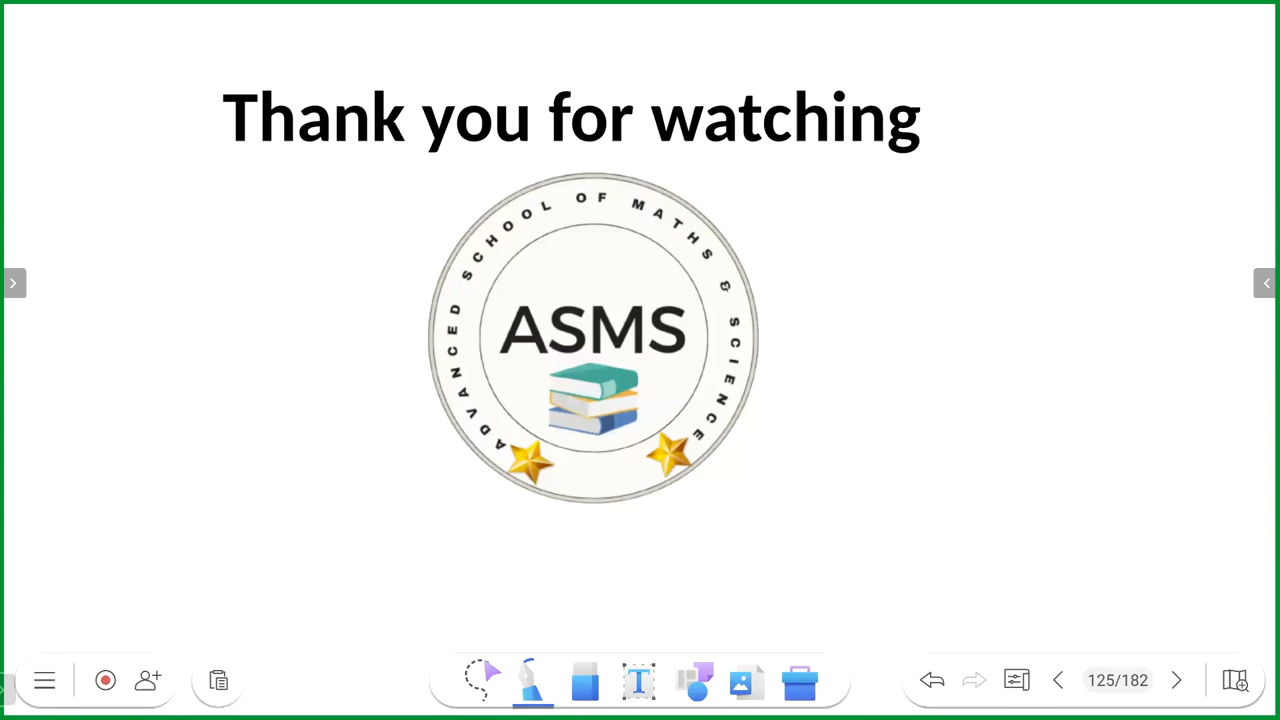 Thank you for watching
ADVANCED SCHOOL OF MATHS & SCIENCE
ASMS
T
125/182